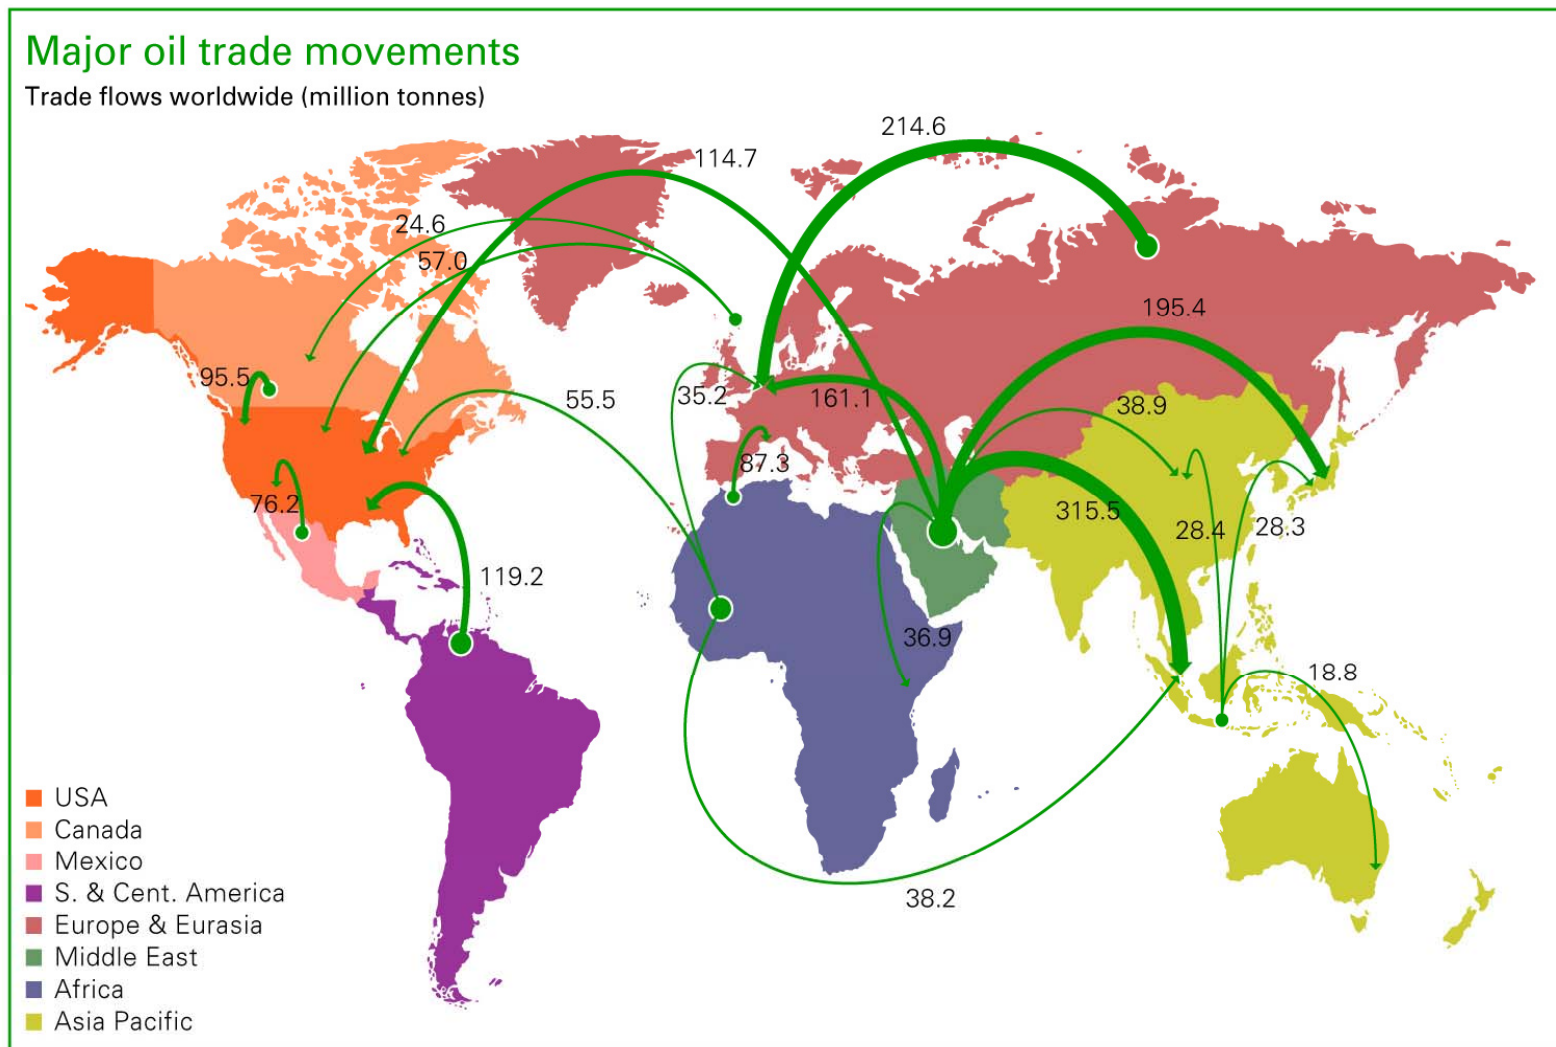 Major oil trade movements
Trade flows worldwide (million tonnes)
214.6
114.7
24.6
57.0
195.4
95.5
55.5
35.2
161.1
38.9
87.3
76.2
315.5
28.4
28.3
119.2
36.9
18.8
38.2
USA
Canada
Mexico
S. & Cent. America
Europe & Eurasia
Middle East
Africa
Asia Pacific